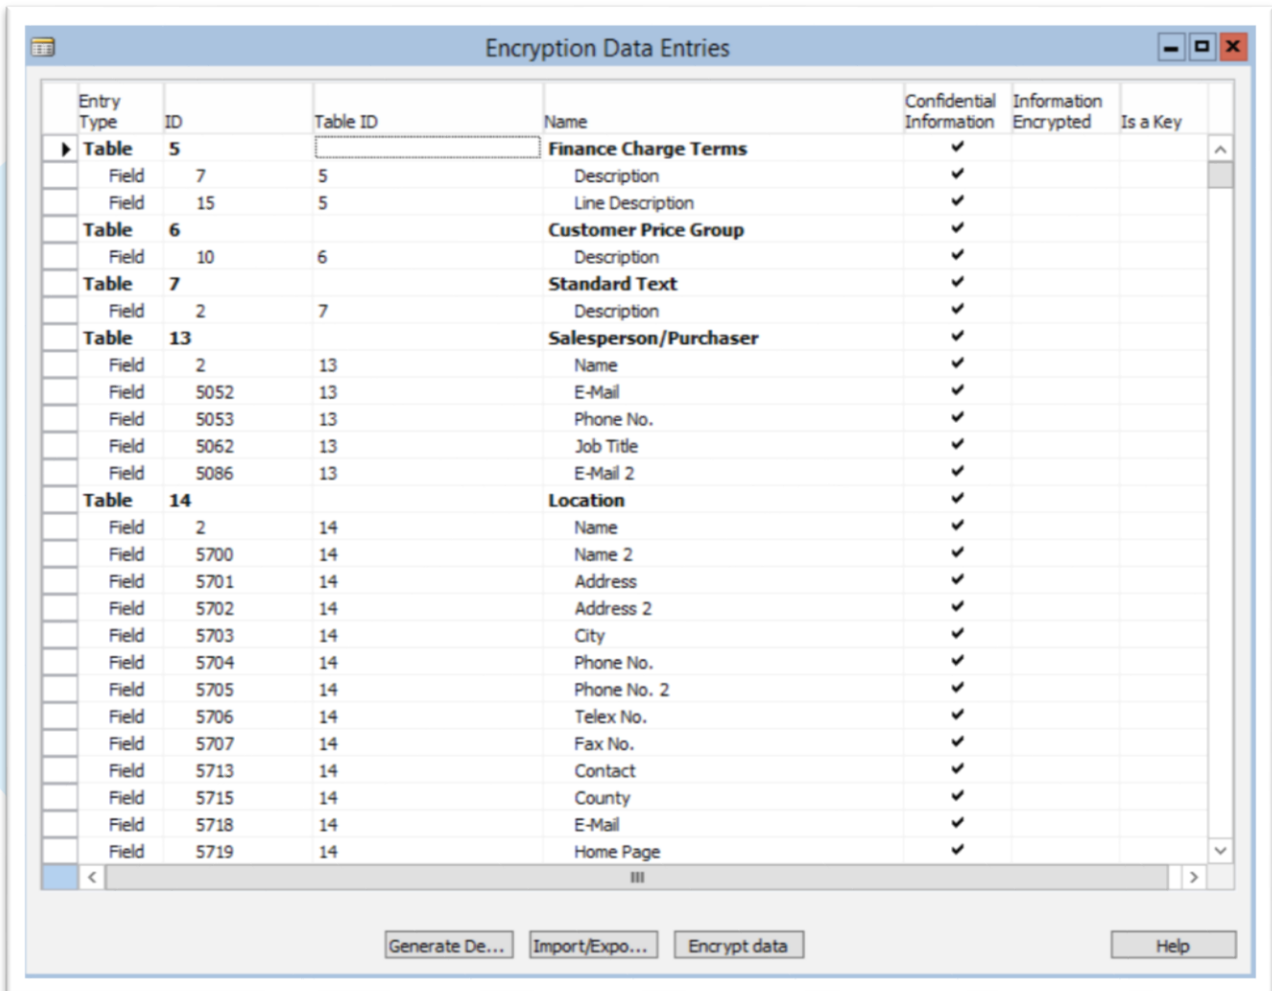 Encryption Data Entries
Entry Type ID Table ID Name Confidential Information Information Encrypted Is a Key
Table 5 Finance Charge Terms ✔
Field 7 5 Description ✔
Field 15 5 Line Description ✔
Table 6 Customer Price Group ✔
Field 10 6 Description ✔
Table 7 Standard Text ✔
Field 2 7 Description ✔
Table 13 Salesperson/Purchaser ✔
Field 2 13 Name ✔
Field 5052 13 E-Mail ✔
Field 5053 13 Phone No. ✔
Field 5062 13 Job Title ✔
Field 5086 13 E-Mail 2 ✔
Table 14 Location ✔
Field 2 14 Name ✔
Field 5700 14 Name 2 ✔
Field 5701 14 Address ✔
Field 5702 14 Address 2 ✔
Field 5703 14 City ✔
Field 5704 14 Phone No. ✔
Field 5705 14 Phone No. 2 ✔
Field 5706 14 Telex No. ✔
Field 5707 14 Fax No. ✔
Field 5713 14 Contact ✔
Field 5715 14 County ✔
Field 5718 14 E-Mail ✔
Field 5719 14 Home Page ✔
Generate De... Import/Expo... Encrypt data Help